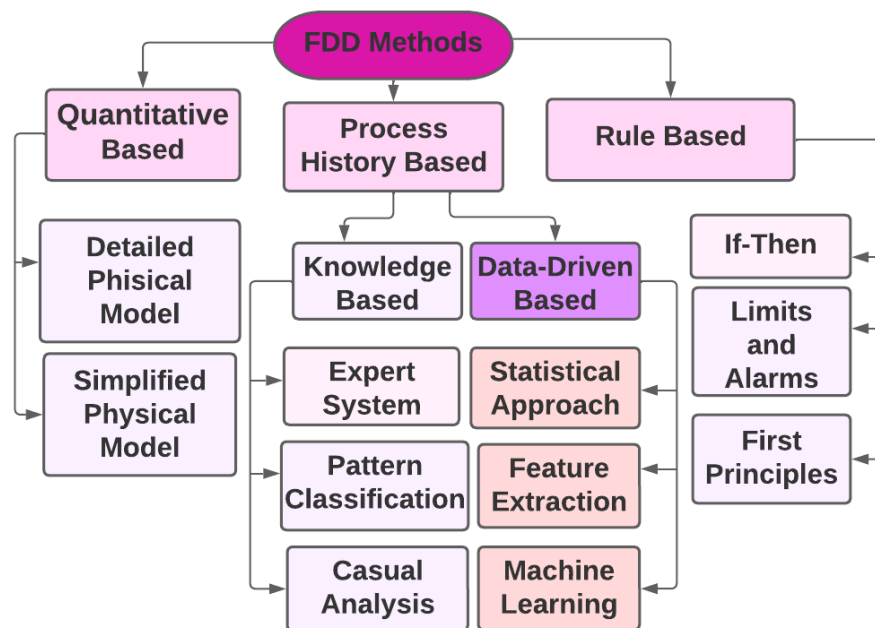 FDD Methods
Quantitative
Based
Process
History Based
Rule Based
Detailed
Phisical
Model
Simplified
Physical
Model
Knowledge
Based
Data-Driven
Based
Expert
System
Pattern
Classification
Casual
Analysis
Statistical
Approach
Feature
Extraction
Machine
Learning
If-Then
Limits
and
Alarms
First
Principles